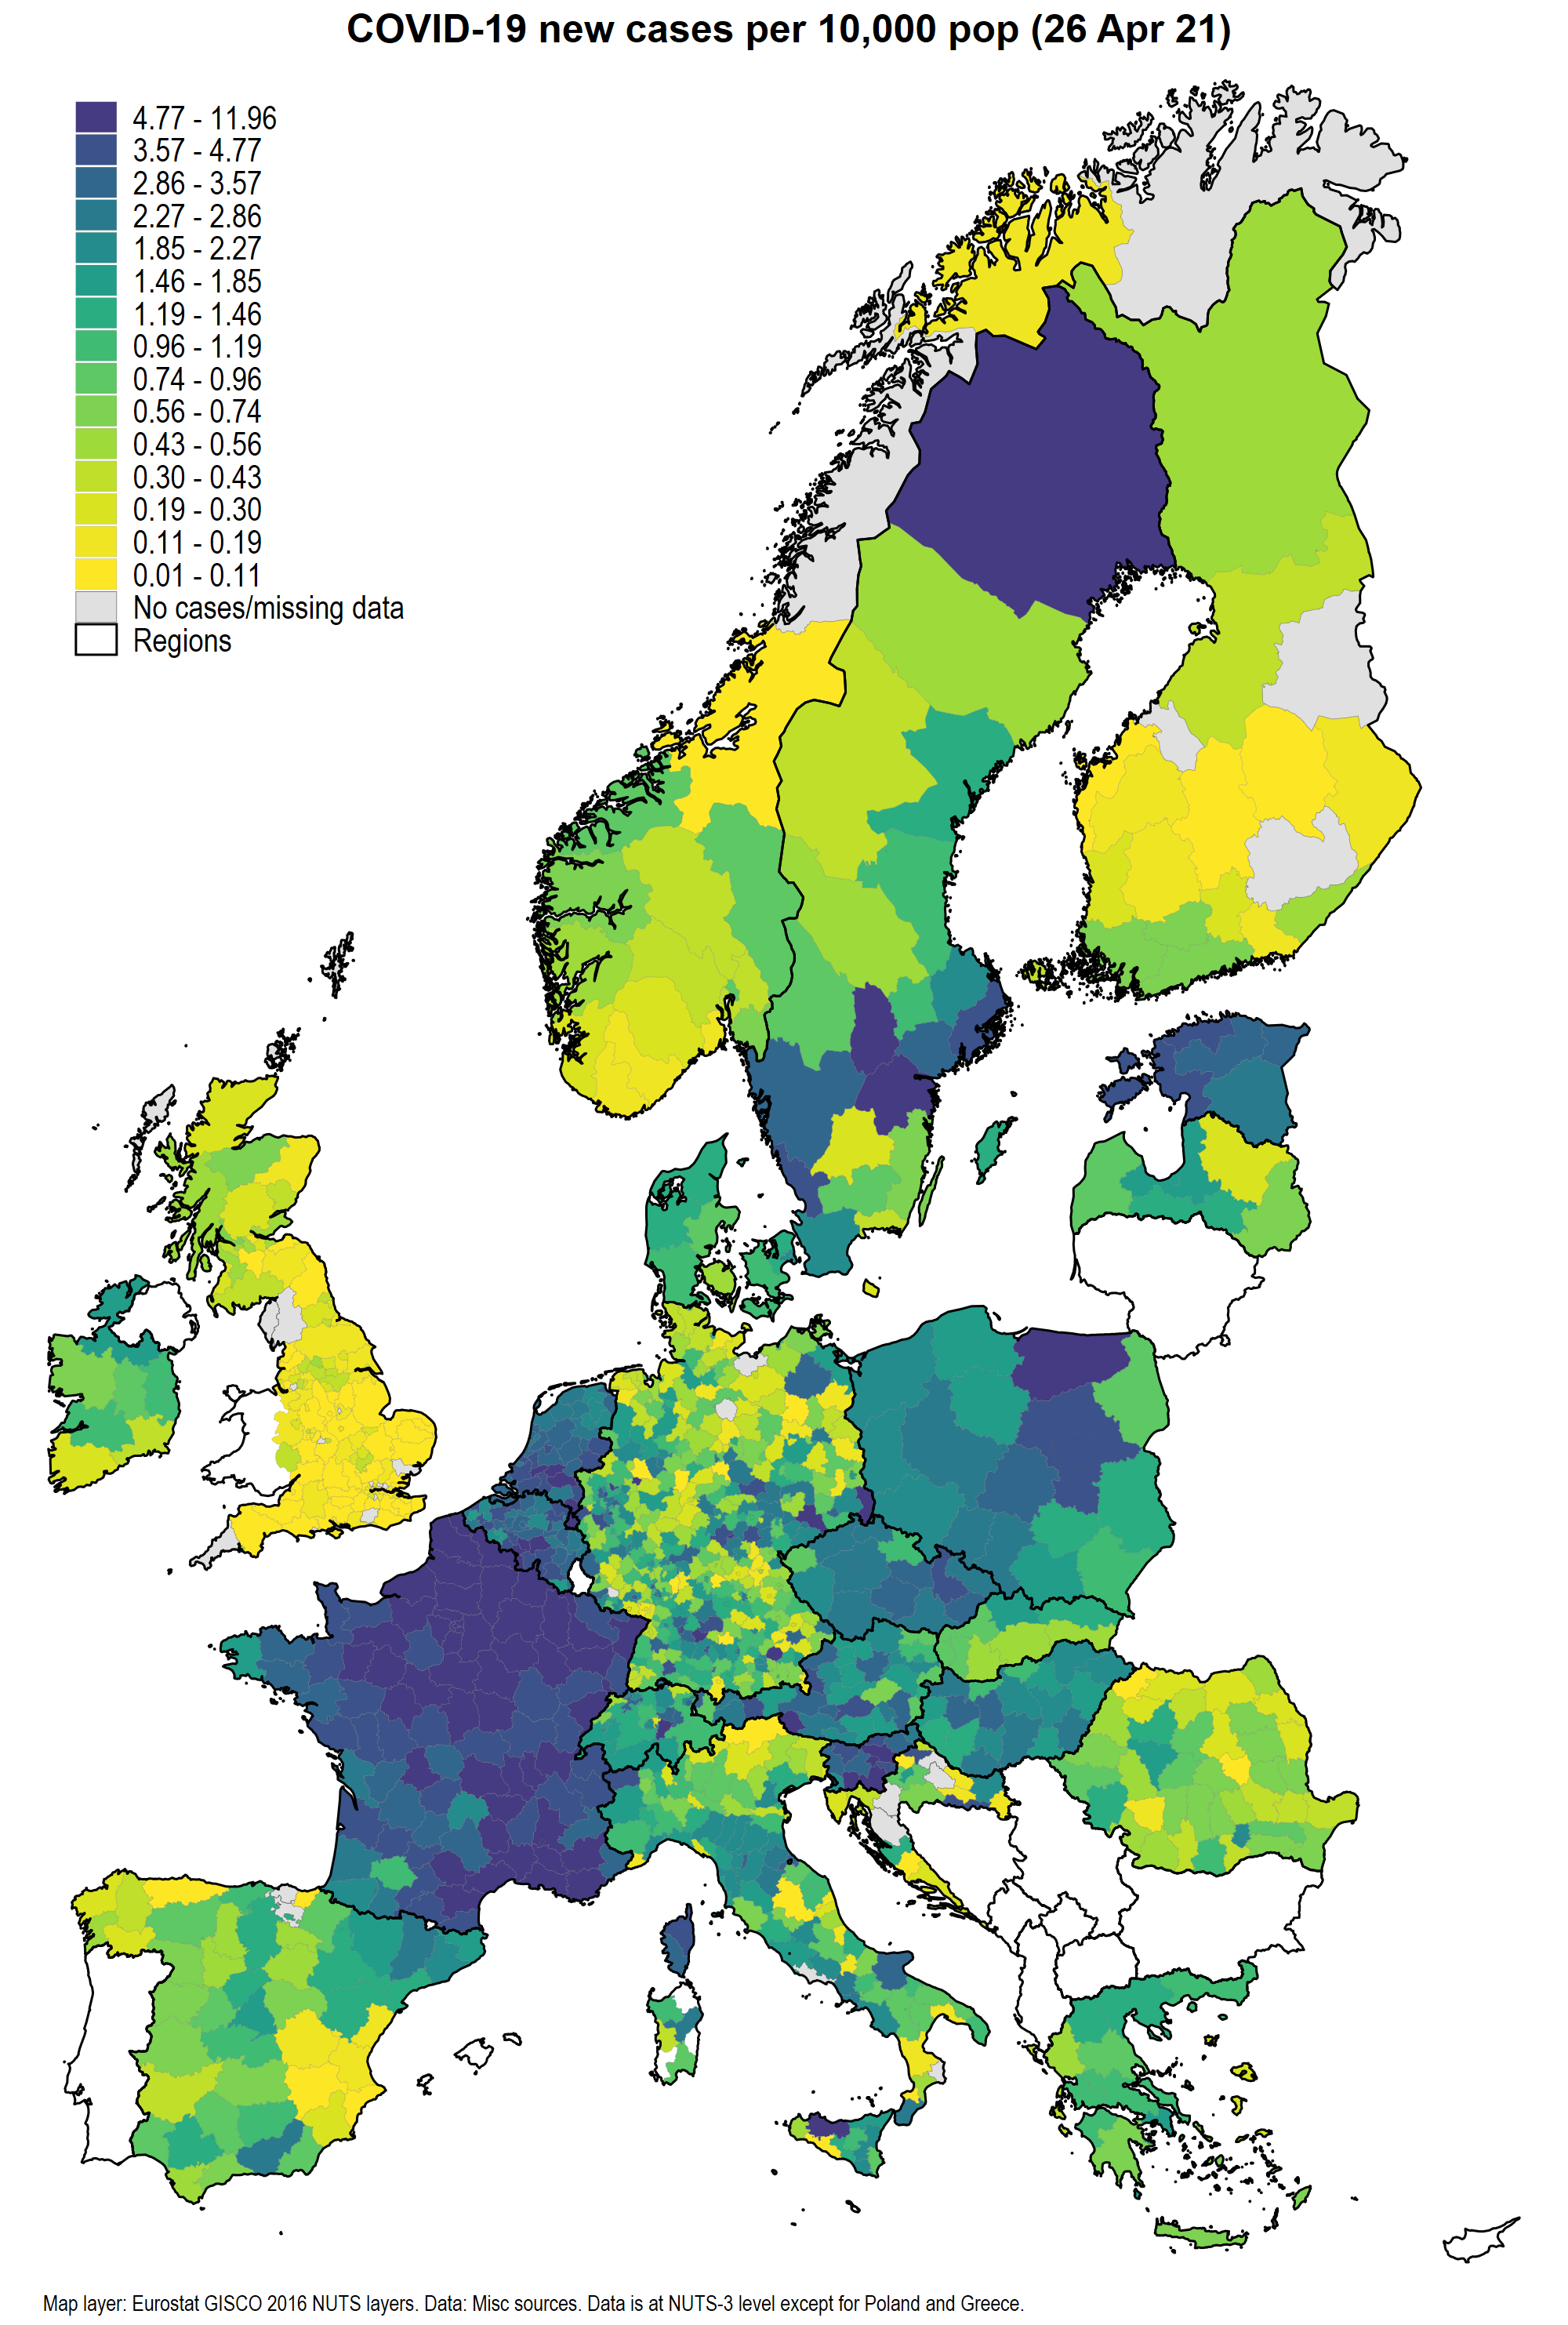 COVID-19 new cases per 10,000 pop (26 Apr 21)
4.77 - 11.96
3.57 - 4.77
2.86 - 3.57
2.27 - 2.86
1.85 - 2.27
1.46 - 1.85
1.19 - 1.46
0.96 - 1.19
0.74 - 0.96
0.56 - 0.74
0.43 - 0.56
0.30 - 0.43
0.19 - 0.30
0.11 - 0.19
0.01 - 0.11
No cases/missing data
Regions
Map layer: Eurostat GISCO 2016 NUTS layers. Data: Misc sources. Data is at NUTS-3 level except for Poland and Greece.